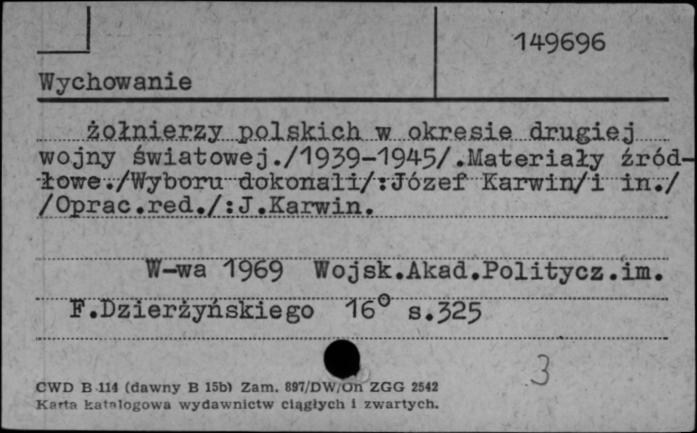 149696
Wychowanie
żołnierzy polskich w okresie drugiej
wojny światowej./1939-1945/.Materiały źród-
łowe./Wyboru dokonali/:Józef Karwin/i in./
/Oprac.red./:J.Karwin.
W-wa 1969 Wojsk.Akad.Politycz.im.
F.Dzierżyńskiego 16° s.325
3
CWD B-114 (dawny B 15b) Zam. 897/DW/On ZGG 2542
Karta katalogowa wydawnictw ciągłych i zwartych.